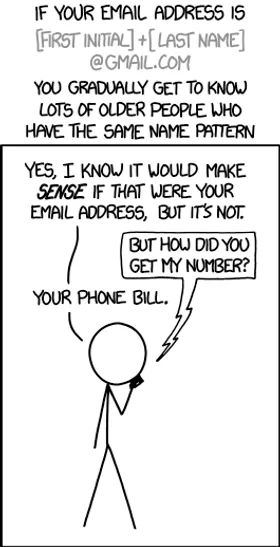 IF YOUR EMAIL ADDRESS IS
[FIRST INITIAL]+[LAST NAME]
@GMAIL.COM
YOU GRADUALLY GET TO KNOW
LOTS OF OLDER PEOPLE WHO
HAVE THE SAME NAME PATTERN
YES, I KNOW IT WOULD MAKE
SENSE IF THAT WERE YOUR
EMAIL ADDRESS, BUT IT'S NOT.
BUT HOW DID YOU
GET MY NUMBER?
YOUR PHONE BILL.